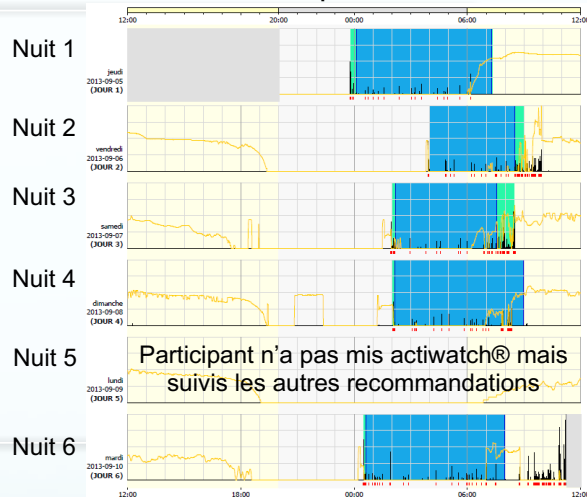 12:00 20:00 00:00 06:00 12:00
Nuit 1
jeudi
2013-09-05
(JOUR 1)
Nuit 2
vendredi
2013-09-06
(JOUR 2)
Nuit 3
samedi
2013-09-07
(JOUR 3)
Nuit 4
dimanche
2013-09-08
(JOUR 4)
Nuit 5
Participant n'a pas mis actiwatch® mais
suivis les autres recommandations
lundi
2013-09-09
(JOUR 5)
Nuit 6
mardi
2013-09-10
(JOUR 6)
12:00 18:00 00:00 06:00 12:00